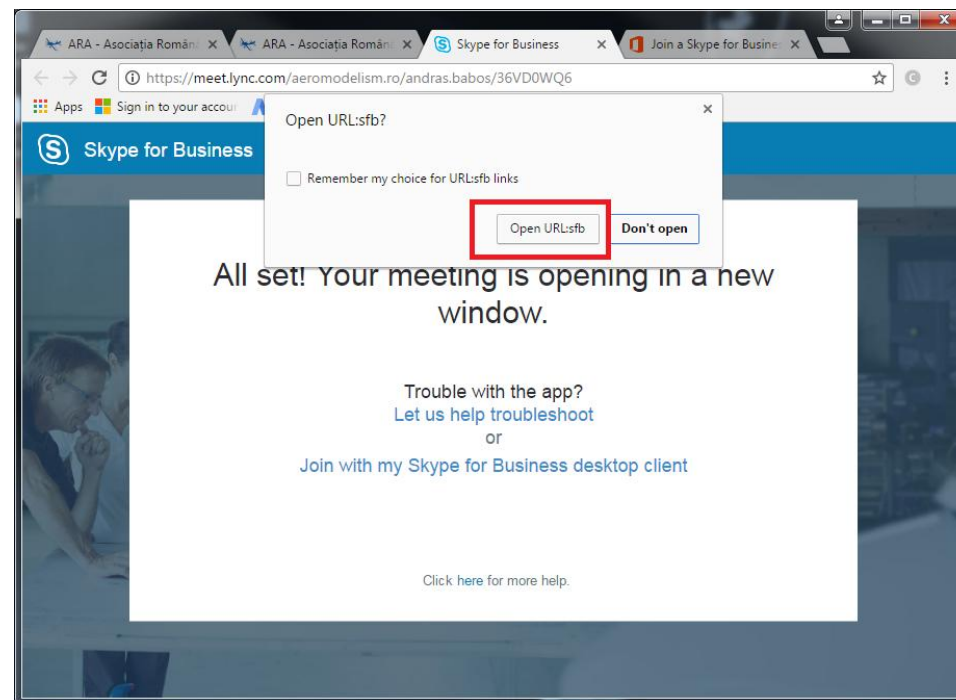 ARA - Asociația Română
ARA - Asociația Română
Skype for Business
Join a Skype for Busine
https://meet.lync.com/aeromodelism.ro/andras.babos/36VD0WQ6
Apps
Sign in to your accou
Open URL:sfb?
Remember my choice for URL:sfb links
Open URL:sfb
Don't open
Skype for Business
All set! Your meeting is opening in a new
window.
Trouble with the app?
Let us help troubleshoot
or
Join with my Skype for Business desktop client
Click here for more help.